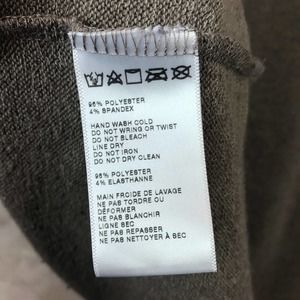 96% POLYESTER
4% SPANDEX
HAND WASH COLD
DO NOT WRING OR TWIST
DO NOT BLEACH
LINE DRY
DO NOT IRON
DO NOT DRY CLEAN
96% POLYESTER
4% ELASTHANNE
MAIN FROIDE DE LAVAGE
NE PAS TORDRE OU
DÉFORMER
NE PAS BLANCHIR
LIGNE SEC
NE PAS REPASSER
NE PAS NETTOYER À SEC